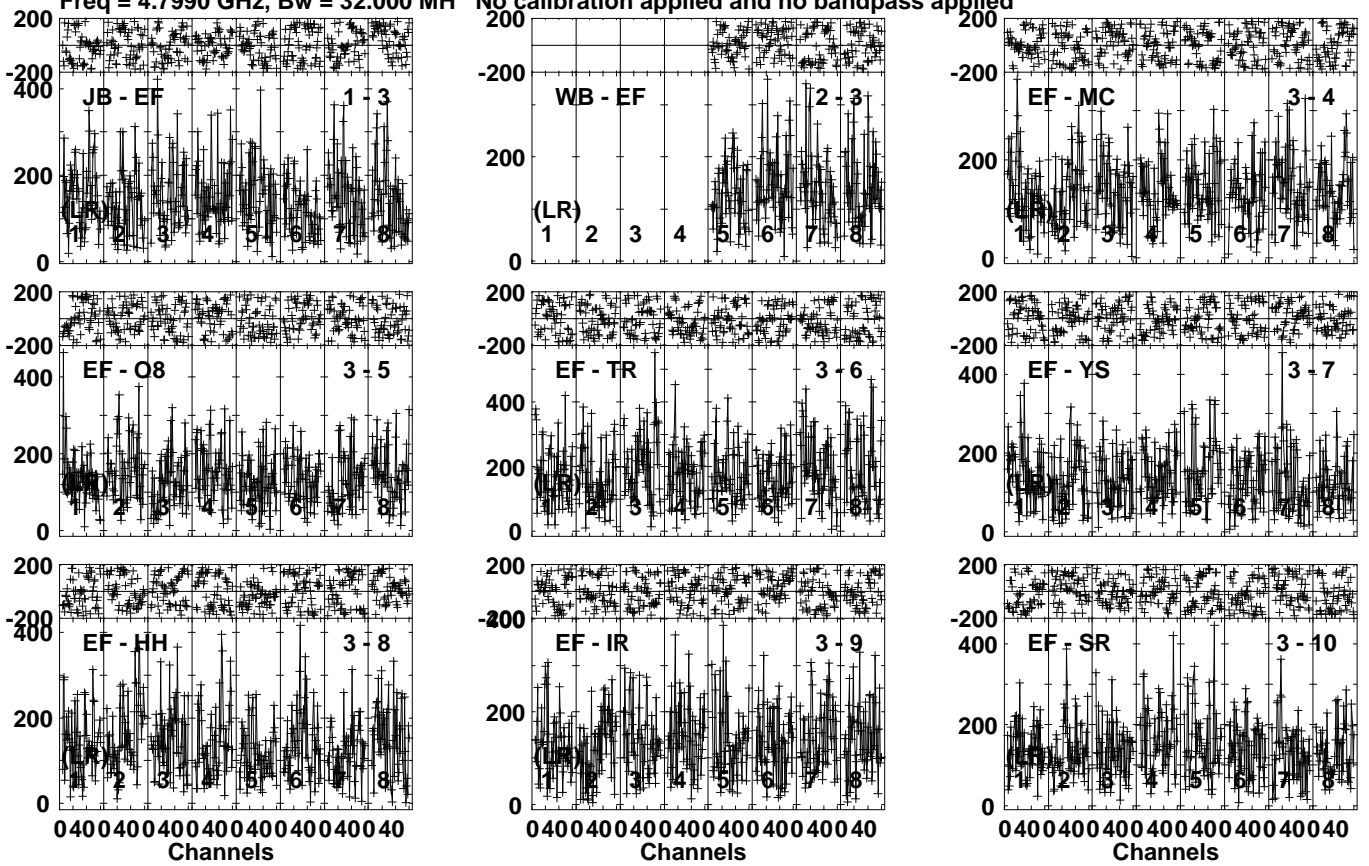 Freq = 4.7990 GHz, Bw = 32.000 MH No calibration applied and no bandpass applied
200
-200
400
200
0
JB - EF 1 - 3
(LR)
1 2 3 4 5 6 7 8
200
-200
200
0
WB - EF 2 - 3
(LR)
1 2 3 4 5 6 7 8
200
-200
200
0
EF - MC 3 - 4
(LR)
1 2 3 4 5 6 7 8
200
-200
400
200
0
EF - O8 3 - 5
(LR)
1 2 3 4 5 6 7 8
200
-200
400
200
0
EF - TR 3 - 6
(LR)
1 2 3 4 5 6 7 8
200
-200
400
200
0
EF - YS 3 - 7
(LR)
1 2 3 4 5 6 7 8
200
-200
400
200
0
EF - HH 3 - 8
(LR)
1 2 3 4 5 6 7 8
200
-200
400
200
0
EF - IR 3 - 9
(LR)
1 2 3 4 5 6 7 8
200
-200
400
200
0
EF - SR 3 - 10
(LR)
1 2 3 4 5 6 7 8
0 40 0 40 0 40 0 40 0 40 0 40 0 40 0 40
Channels
0 40 0 40 0 40 0 40 0 40 0 40 0 40 0 40
Channels
0 40 0 40 0 40 0 40 0 40 0 40 0 40 0 40
Channels